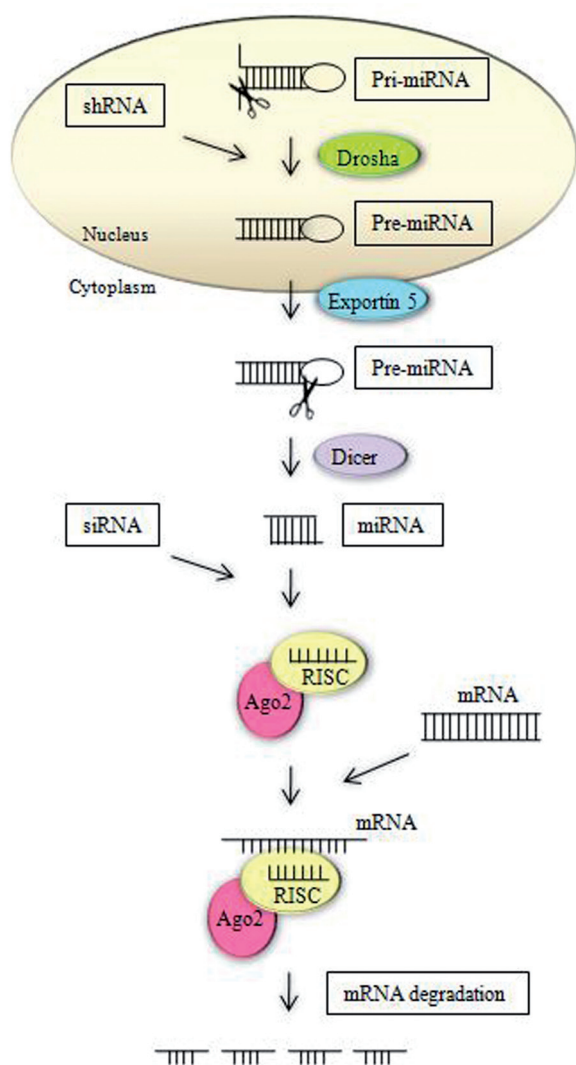 Pri-miRNA
shRNA
Drosha
Pre-miRNA
Nucleus
Cytoplasm
Exportín 5
Pre-miRNA
Dicer
siRNA
miRNA
RISC
Ago2
mRNA
mRNA
RISC
Ago2
mRNA degradation